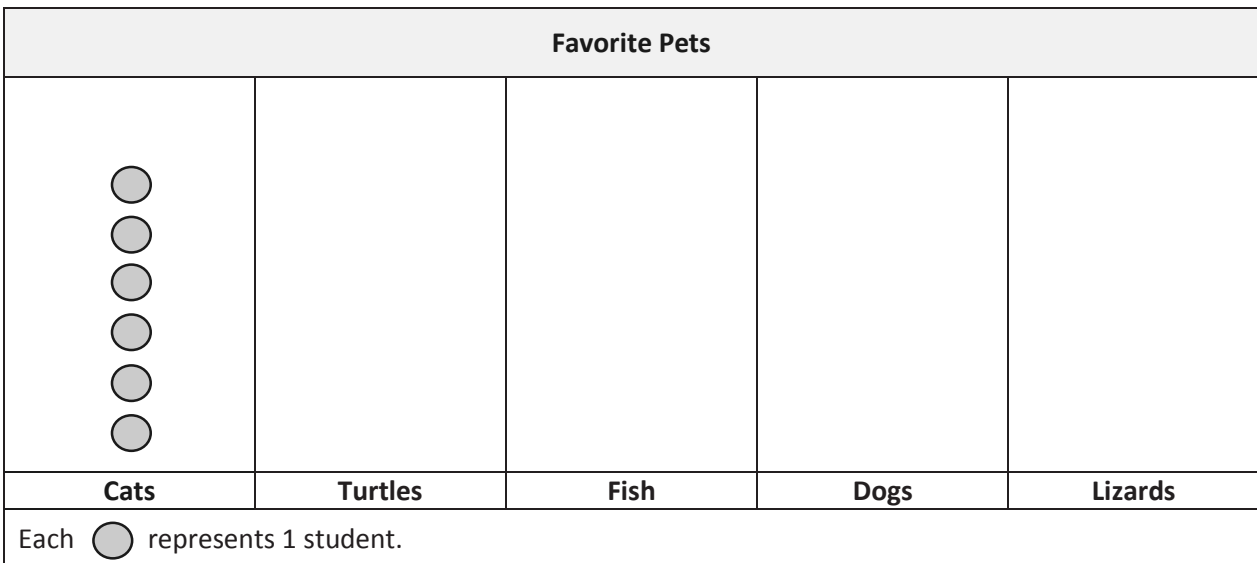 Favorite Pets
Cats Turtles Fish Dogs Lizards
Each represents 1 student.